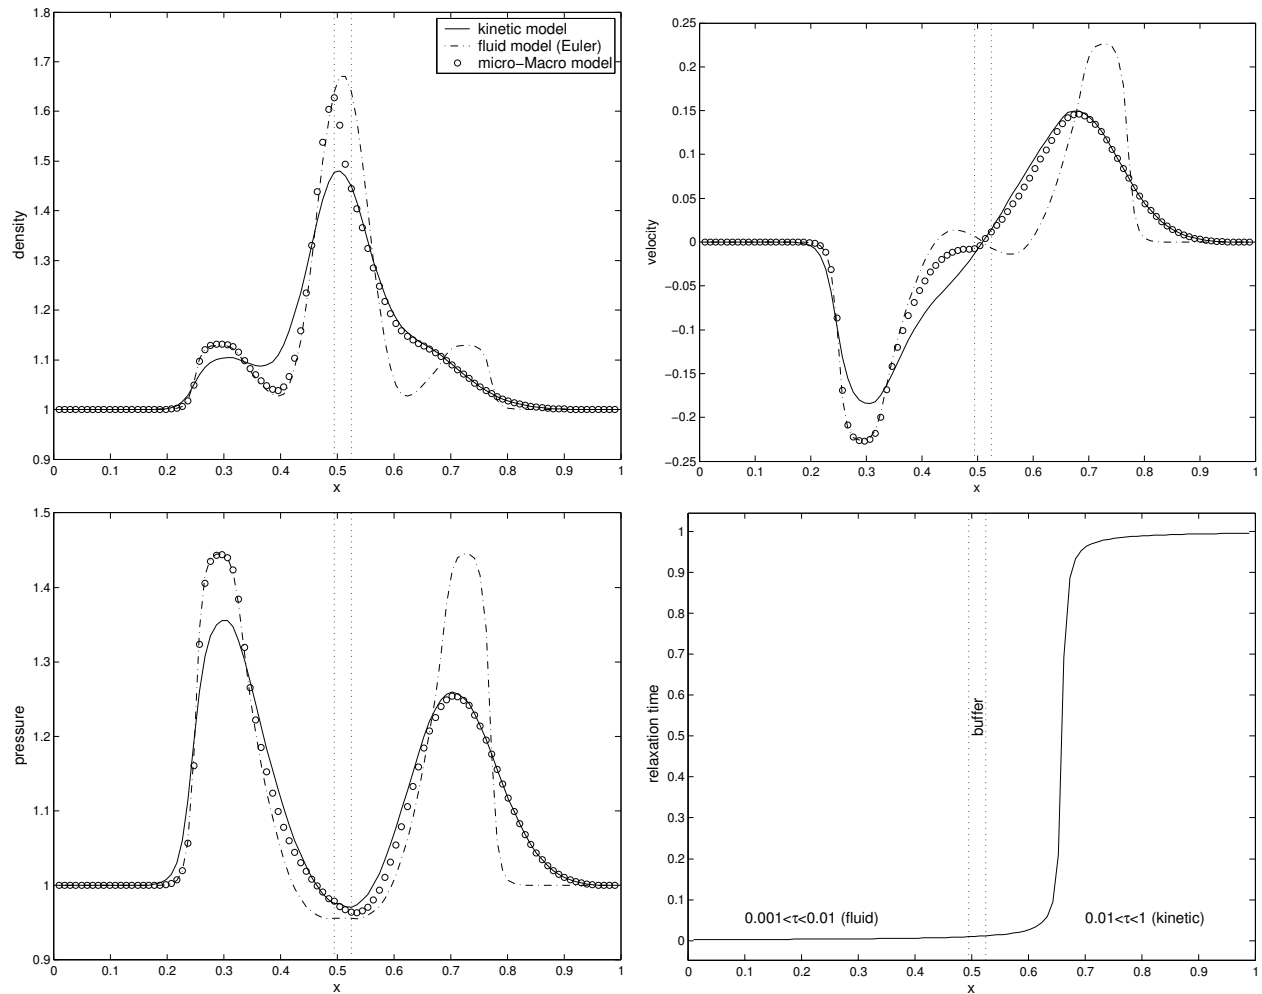 1.8
1.7
1.6
1.5
1.4
1.3
1.2
1.1
1
0.9
density
kinetic model
fluid model (Euler)
micro−Macro model
0 0.1 0.2 0.3 0.4 0.5 0.6 0.7 0.8 0.9 1
x
0.25
0.2
0.15
0.1
0.05
0
−0.05
−0.1
−0.15
−0.2
−0.25
velocity
0 0.1 0.2 0.3 0.4 0.5 0.6 0.7 0.8 0.9 1
x
1.5
1.4
1.3
1.2
1.1
1
0.9
pressure
0 0.1 0.2 0.3 0.4 0.5 0.6 0.7 0.8 0.9 1
x
1
0.9
0.8
0.7
0.6
0.5
0.4
0.3
0.2
0.1
0
relaxation time
buffer
0.001<τ<0.01 (fluid)
0.01<τ<1 (kinetic)
0 0.1 0.2 0.3 0.4 0.5 0.6 0.7 0.8 0.9 1
x